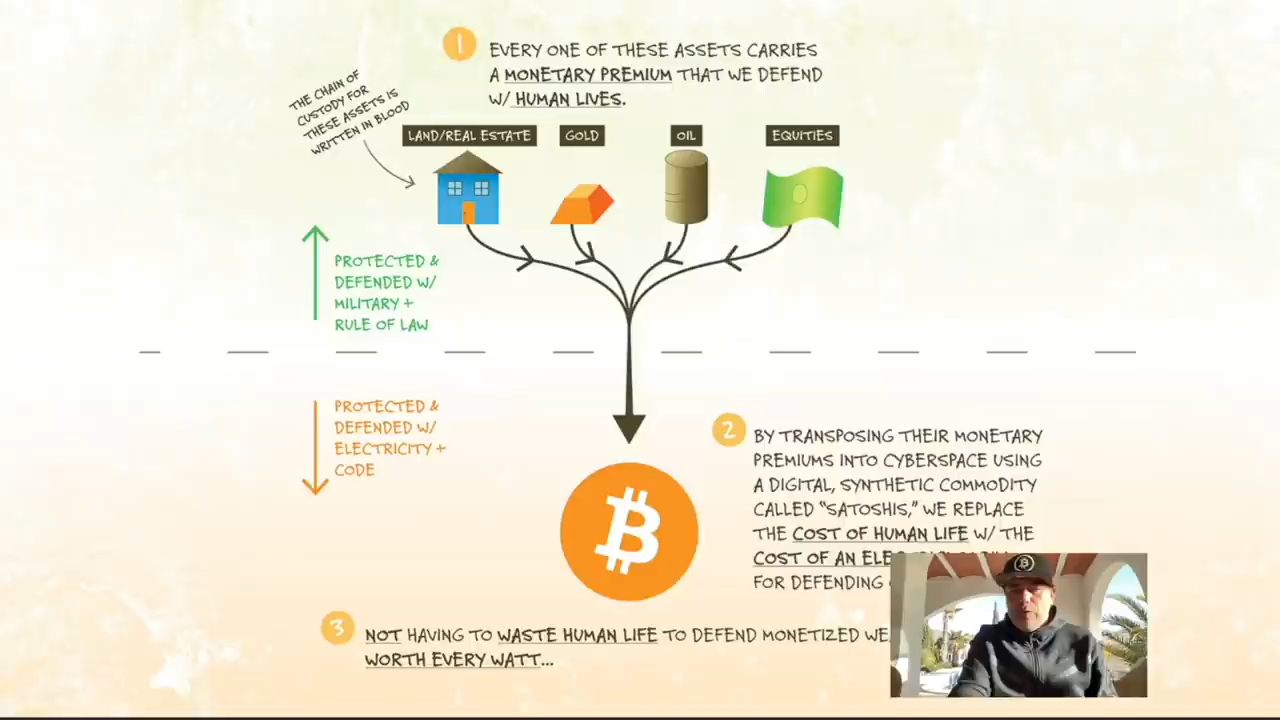 1
EVERY ONE OF THESE ASSETS CARRIES
A MONETARY PREMIUM THAT WE DEFEND
W/ HUMAN LIVES.
THE CHAIN OF
CUSTODY FOR
THESE ASSETS IS
WRITTEN IN BLOOD
LAND/REAL ESTATE
GOLD
OIL
EQUITIES
PROTECTED &
DEFENDED W/
MILITARY +
RULE OF LAW
PROTECTED &
DEFENDED W/
ELECTRICITY +
CODE
2
BY TRANSPOSING THEIR MONETARY
PREMIUMS INTO CYBERSPACE USING
A DIGITAL, SYNTHETIC COMMODITY
CALLED "SATOSHIS," WE REPLACE
THE COST OF HUMAN LIFE W/ THE
COST OF AN
FOR DEFENDING
3
NOT HAVING TO WASTE HUMAN LIFE TO DEFEND MONETIZED
WORTH EVERY WATT...